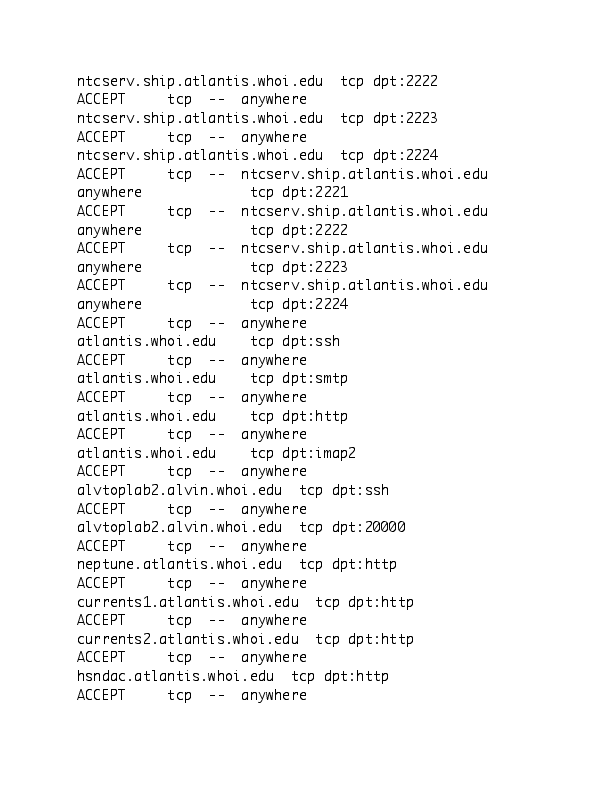 ntcserv.ship.atlantis.whoi.edu  tcp dpt:2222
ACCEPT     tcp  --  anywhere
ntcserv.ship.atlantis.whoi.edu  tcp dpt:2223
ACCEPT     tcp  --  anywhere
ntcserv.ship.atlantis.whoi.edu  tcp dpt:2224
ACCEPT     tcp  --  ntcserv.ship.atlantis.whoi.edu
anywhere             tcp dpt:2221
ACCEPT     tcp  --  ntcserv.ship.atlantis.whoi.edu
anywhere             tcp dpt:2222
ACCEPT     tcp  --  ntcserv.ship.atlantis.whoi.edu
anywhere             tcp dpt:2223
ACCEPT     tcp  --  ntcserv.ship.atlantis.whoi.edu
anywhere             tcp dpt:2224
ACCEPT     tcp  --  anywhere
atlantis.whoi.edu    tcp dpt:ssh
ACCEPT     tcp  --  anywhere
atlantis.whoi.edu    tcp dpt:smtp
ACCEPT     tcp  --  anywhere
atlantis.whoi.edu    tcp dpt:http
ACCEPT     tcp  --  anywhere
atlantis.whoi.edu    tcp dpt:imap2
ACCEPT     tcp  --  anywhere
alvtoplab2.alvin.whoi.edu  tcp dpt:ssh
ACCEPT     tcp  --  anywhere
alvtoplab2.alvin.whoi.edu  tcp dpt:20000
ACCEPT     tcp  --  anywhere
neptune.atlantis.whoi.edu  tcp dpt:http
ACCEPT     tcp  --  anywhere
currents1.atlantis.whoi.edu  tcp dpt:http
ACCEPT     tcp  --  anywhere
currents2.atlantis.whoi.edu  tcp dpt:http
ACCEPT     tcp  --  anywhere
hsndac.atlantis.whoi.edu  tcp dpt:http
ACCEPT     tcp  --  anywhere